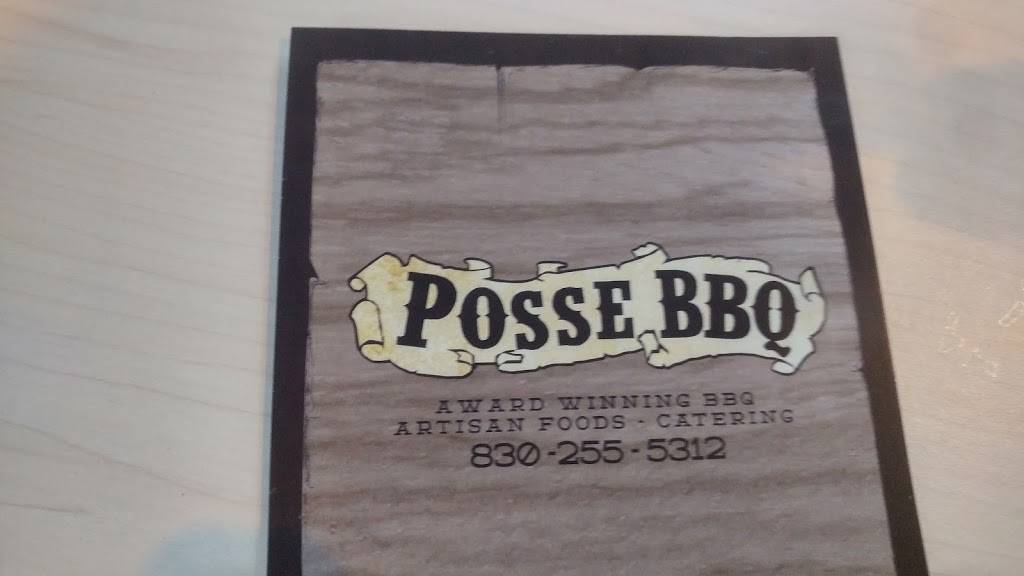 POSSE BBQ
AWARD WINNING BBQ
ARTISAN FOODS · CATERING
830-255-5312